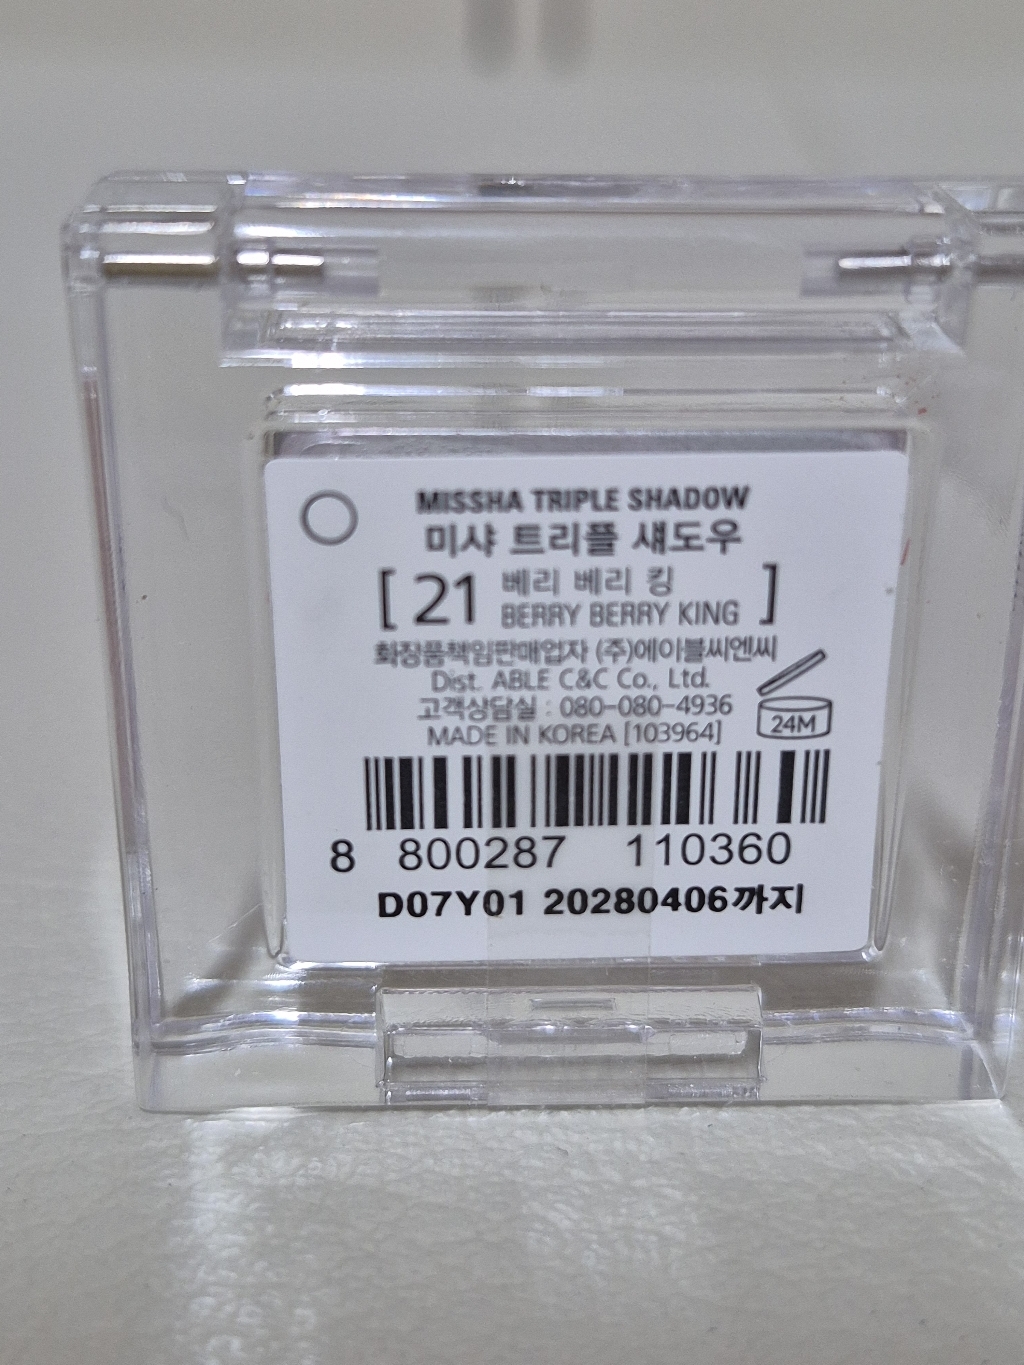 MISSHA TRIPLE SHADOW
미샤 트리플 섀도우
[ 21 베리 베리 킹 ]
BERRY BERRY KING
화장품책임판매업자 (주)에이블씨엔씨
Dist. ABLE C&C Co., Ltd.
고객상담실 : 080-080-4936
MADE IN KOREA [103964]
24M
8 800287 110360
D07Y01 20280406까지